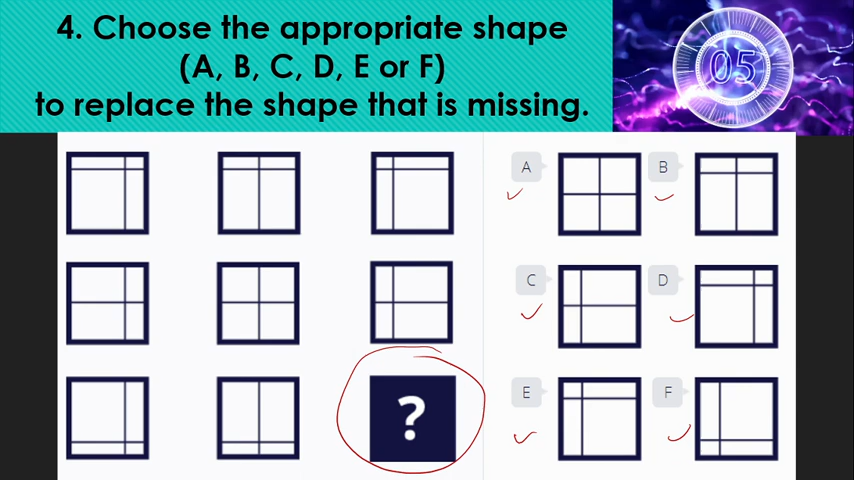 4. Choose the appropriate shape
(A, B, C, D, E or F)
to replace the shape that is missing.
05
A
B
C
D
?
E
F